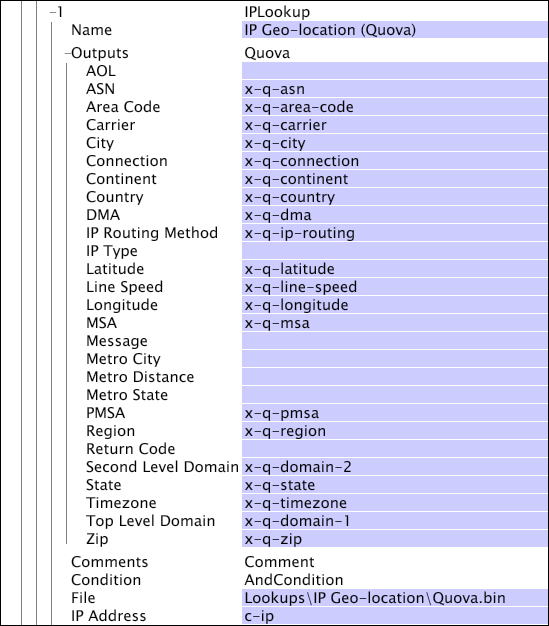 1 IPLookup
Name IP Geo-location (Quova)
Outputs Quova
AOL
ASN x-q-asn
Area Code x-q-area-code
Carrier x-q-carrier
City x-q-city
Connection x-q-connection
Continent x-q-continent
Country x-q-country
DMA x-q-dma
IP Routing Method x-q-ip-routing
IP Type
Latitude x-q-latitude
Line Speed x-q-line-speed
Longitude x-q-longitude
MSA x-q-msa
Message
Metro City
Metro Distance
Metro State
PMSA x-q-pmsa
Region x-q-region
Return Code
Second Level Domain x-q-domain-2
State x-q-state
Timezone x-q-timezone
Top Level Domain x-q-domain-1
Zip x-q-zip
Comments Comment
Condition AndCondition
File Lookups\IP Geo-location\Quova.bin
IP Address c-ip